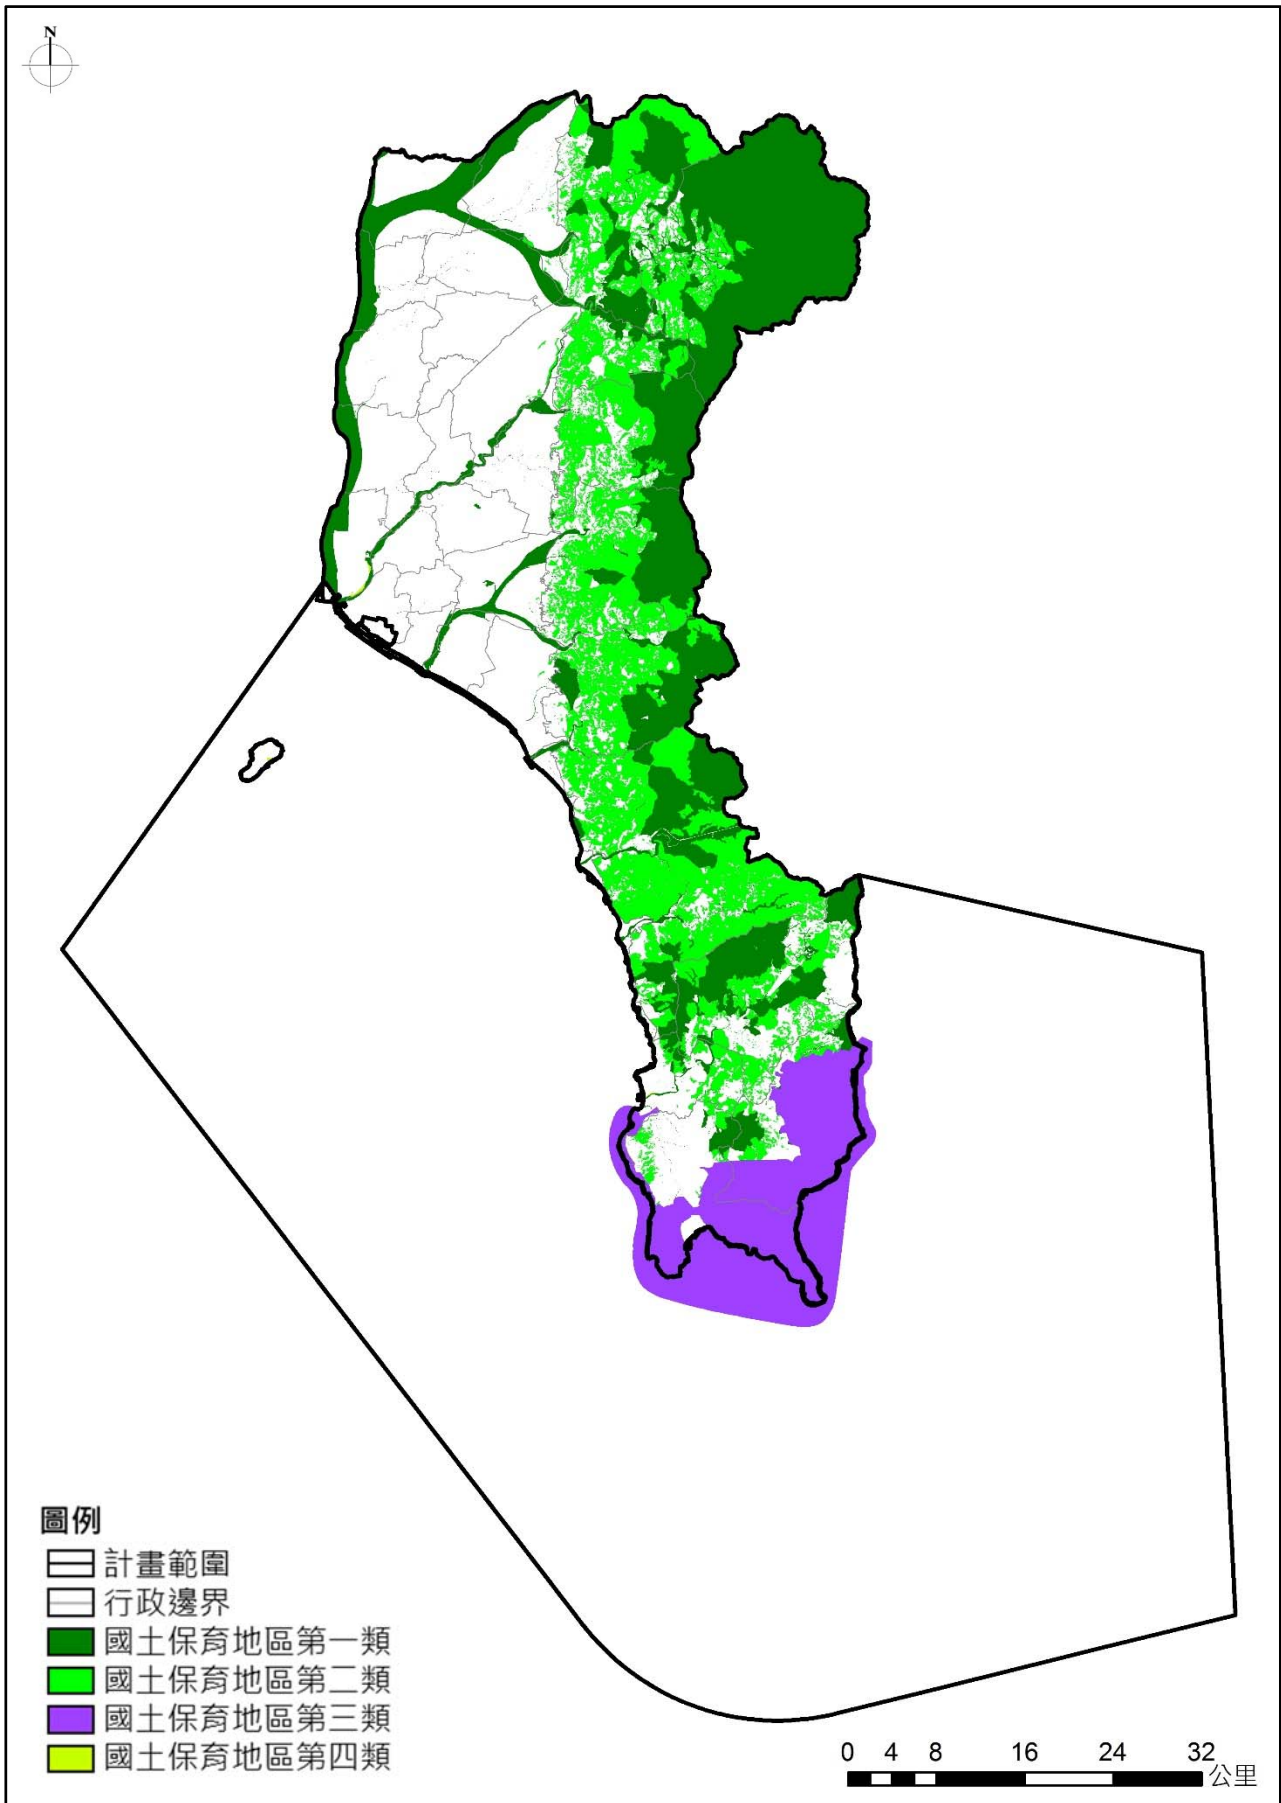 N
圖例
計畫範圍
行政邊界
國土保育地區第一類
國土保育地區第二類
國土保育地區第三類
國土保育地區第四類
0 4 8 16 24 32
公里